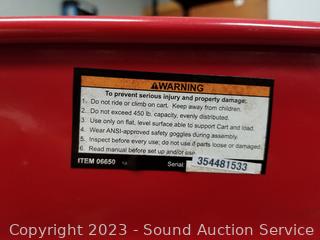 ⚠WARNING
To prevent serious injury and property damage:
1. Do not ride or climb on cart. Keep away from children.
2. Do not exceed 450 lb. capacity, evenly distributed.
3. Use only on flat, level surface able to support Cart and load.
4. Wear ANSI-approved safety goggles during assembly.
5. Inspect before every use; do not use if parts loose or damaged.
6. Read manual before set up and/or use.
ITEM 06650 Serial: 354481533
Copyright © 2023 - Sound Auction Service